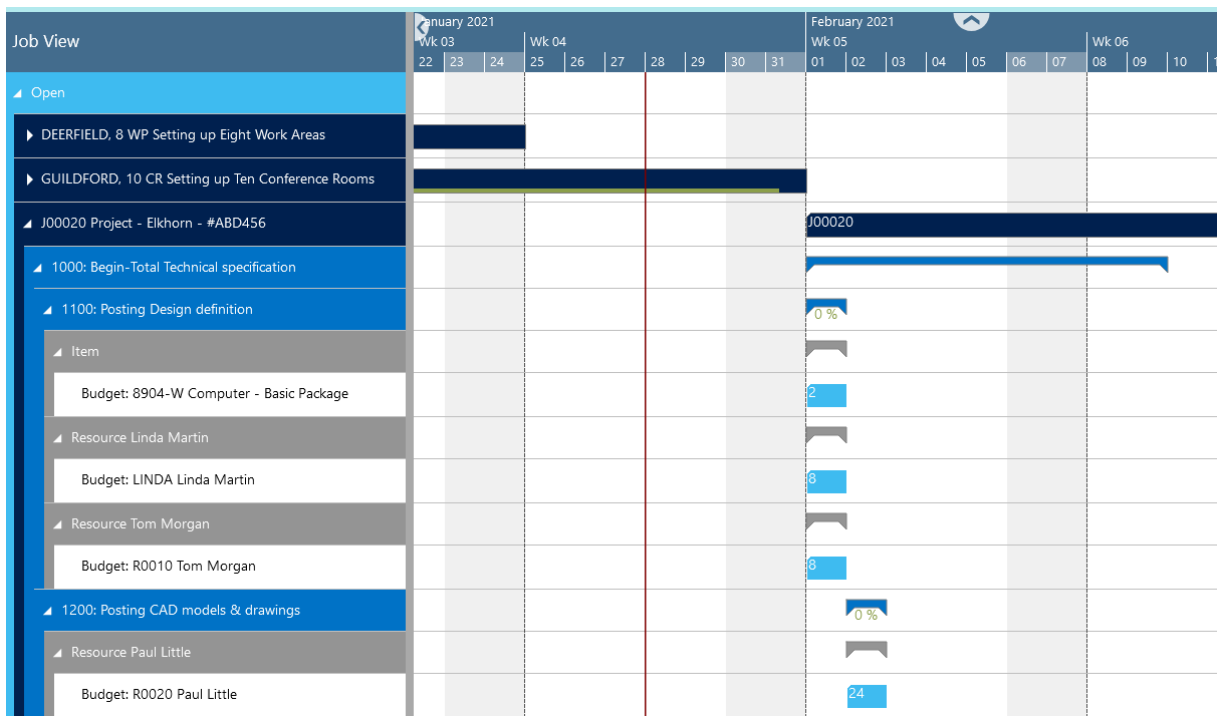 Job View
anuary 2021
February 2021
Wk 03 Wk 04 Wk 05 Wk 06
22 23 24 25 26 27 28 29 30 31 01 02 03 04 05 06 07 08 09 10 1
Open
DEERFIELD, 8 WP Setting up Eight Work Areas
GUILDFORD, 10 CR Setting up Ten Conference Rooms
J00020 Project - Elkhorn - #ABD456
J00020
1000: Begin-Total Technical specification
1100: Posting Design definition
0 %
Item
Budget: 8904-W Computer - Basic Package
2
Resource Linda Martin
Budget: LINDA Linda Martin
8
Resource Tom Morgan
Budget: R0010 Tom Morgan
8
1200: Posting CAD models & drawings
0 %
Resource Paul Little
Budget: R0020 Paul Little
24